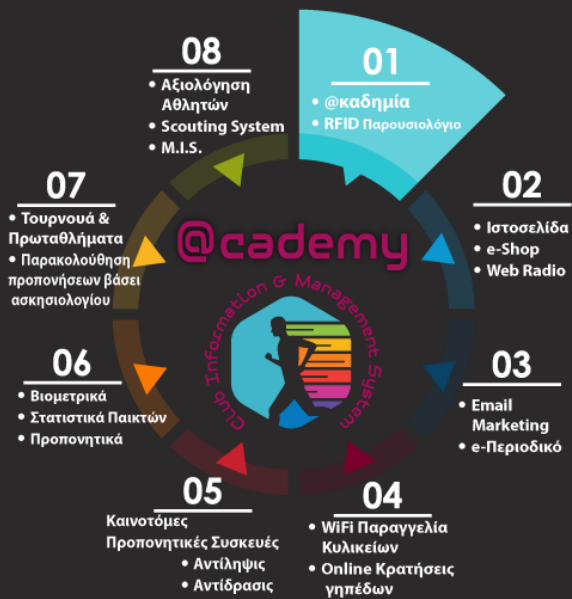 01
• @καδημία
• RFID Παρουσιολόγιο
02
• Ιστοσελίδα
• e-Shop
• Web Radio
03
• Email
Marketing
• e-Περιοδικό
04
• WiFi Παραγγελία
Κυλικείων
• Online Κρατήσεις
γηπέδων
05
Καινοτόμες
Προπονητικές Συσκευές
• Αντίληψις
• Αντίδρασις
06
• Βιομετρικά
• Στατιστικά Παικτών
• Προπονητικά
07
• Τουρνουά &
Πρωταθλήματα
• Παρακολούθηση
προπονήσεων βάσει
ασκησιολογίου
08
• Αξιολόγηση
Αθλητών
• Scouting System
• M.I.S.
@cademy
Club Information & Management System